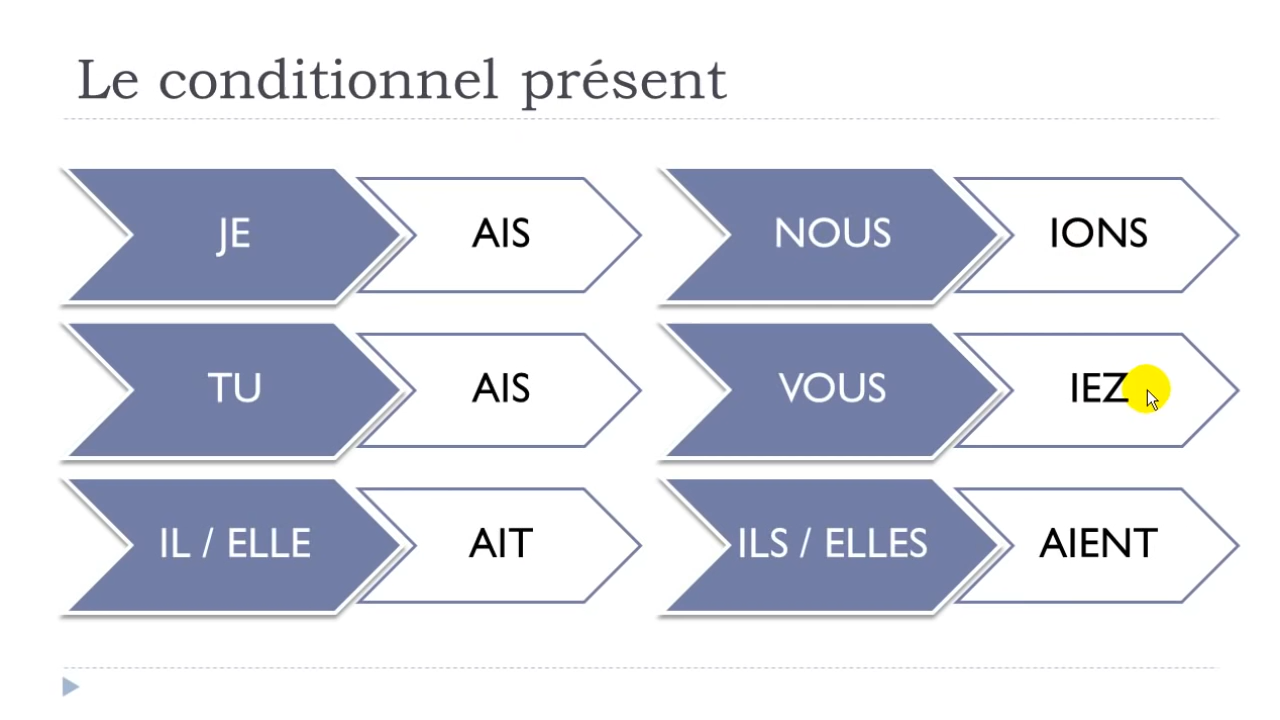 Le conditionnel présent
JE AIS NOUS IONS
TU AIS VOUS IEZ
IL / ELLE AIT ILS / ELLES AIENT